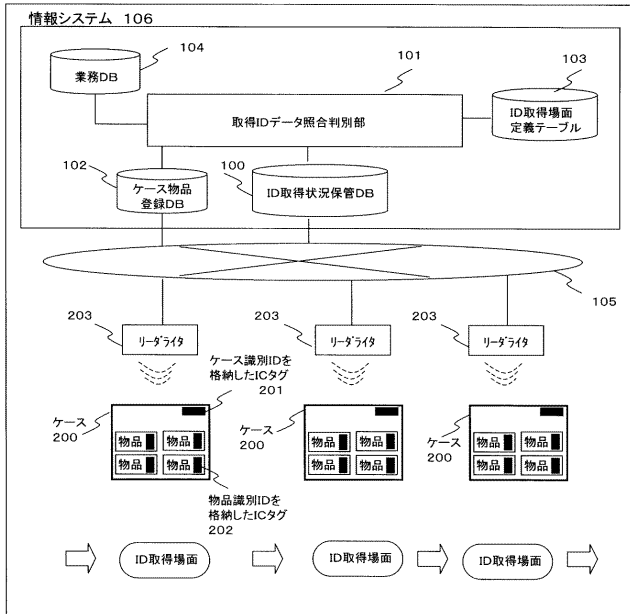 情報システム 106
104
業務DB
101
103
取得IDデータ照合判別部
ID取得場面
定義テーブル
102
ケース物品
登録DB
100
ID取得状況保管DB
105
203
リーダライタ
203
リーダライタ
203
リーダライタ
ケース識別IDを
格納したICタグ
201
ケース
200
物品
物品
物品
物品
ケース
200
物品
物品
物品
物品
ケース
200
物品
物品
物品
物品
物品識別IDを
格納したICタグ
202
ID取得場面
ID取得場面
ID取得場面